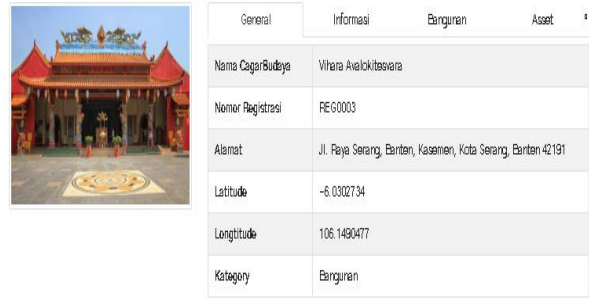 General Informasi Bangunan Asset
Nama CagarBudaya Vihara Avalokitesvara
Nomor Registrasi REG0003
Alamat Jl. Raya Serang, Banten, Kasemen, Kota Serang, Banten 42191
Latitude -6.0302734
Longtitude 106.1490477
Kategory Bangunan